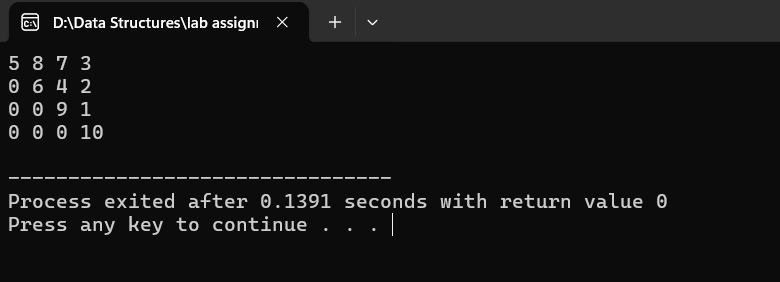 D:\Data Structures\lab assignı
5 8 7 3
0 6 4 2
0 0 9 1
0 0 0 10
--------------------------------
Process exited after 0.1391 seconds with return value 0
Press any key to continue . . .